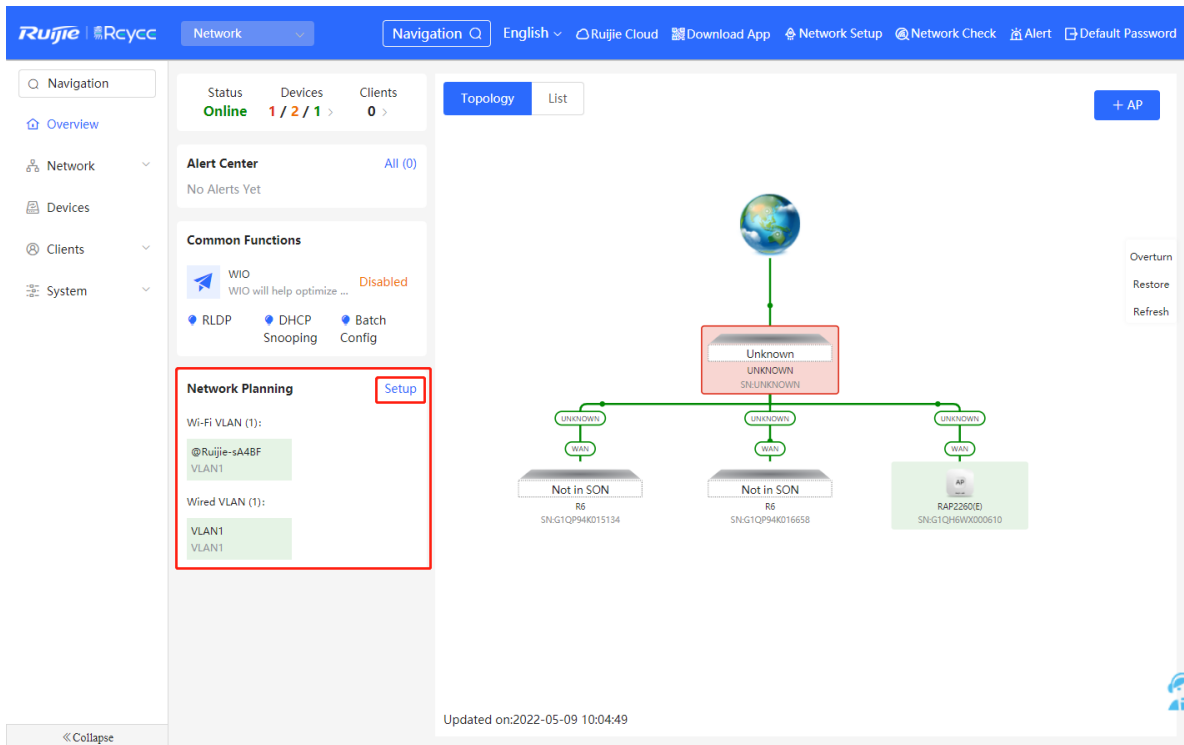 Ruijie Rcycc
Network
Navigation
English
Ruijie Cloud
Download App
Network Setup
Network Check
Alert
Default Password
Navigation
Overview
Network
Devices
Clients
System
Collapse
Status Devices Clients
Online 1 / 2 / 1 > 0 >
Alert Center All (0)
No Alerts Yet
Common Functions
WIO
WIO will help optimize ...
Disabled
RLDP
DHCP Snooping
Batch Config
Network Planning Setup
Wi-Fi VLAN (1):
@Ruijie-sA4BF
VLAN1
Wired VLAN (1):
VLAN1
VLAN1
Topology List
+ AP
Overturn
Restore
Refresh
Unknown
UNKNOWN
SN:UNKNOWN
UNKNOWN UNKNOWN UNKNOWN
WAN WAN WAN
Not in SON
R6
SN:G1QP94K015134
Not in SON
R6
SN:G1QP94K016658
AP
RAP2260(E)
SN:G1QH6WX000610
Updated on:2022-05-09 10:04:49